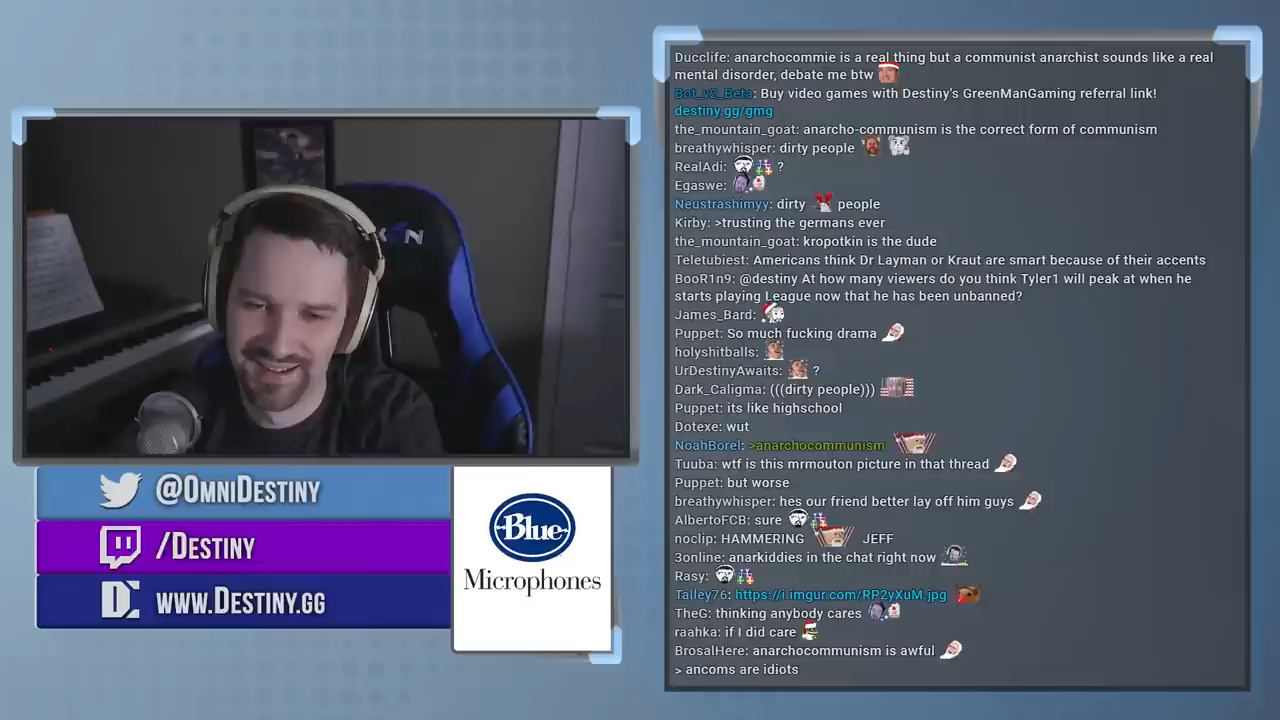 Ducclife: anarchocommie is a real thing but a communist anarchist sounds like a real
mental disorder, debate me btw
Bot_v2_Beta: Buy video games with Destiny's GreenManGaming referral link!
destiny.gg/gmg
the_mountain_goat: anarcho-communism is the correct form of communism
breathywhisper: dirty people
RealAdi: ?
Egaswe:
Neustrashimyy: dirty people
Kirby: >trusting the germans ever
the_mountain_goat: kropotkin is the dude
Teletubiest: Americans think Dr Layman or Kraut are smart because of their accents
BooR1n9: @destiny At how many viewers do you think Tyler1 will peak at when he
starts playing League now that he has been unbanned?
James_Bard:
Puppet: So much fucking drama
holyshitballs:
UrDestinyAwaits: ?
Dark_Caligma: (((dirty people)))
Puppet: its like highschool
Dotexe: wut
NoahBorel: >anarchocommunism
Tuuba: wtf is this mrmouton picture in that thread
Puppet: but worse
breathywhisper: hes our friend better lay off him guys
AlbertoFCB: sure
noclip: HAMMERING JEFF
3online: anarkiddies in the chat right now
Rasy:
Talley76: https://i.imgur.com/RP2yXuM.jpg
TheG: thinking anybody cares
raahka: if I did care
BrosalHere: anarchocommunism is awful
> ancoms are idiots
@OmniDestiny
/Destiny
www.Destiny.gg
Blue
Microphones